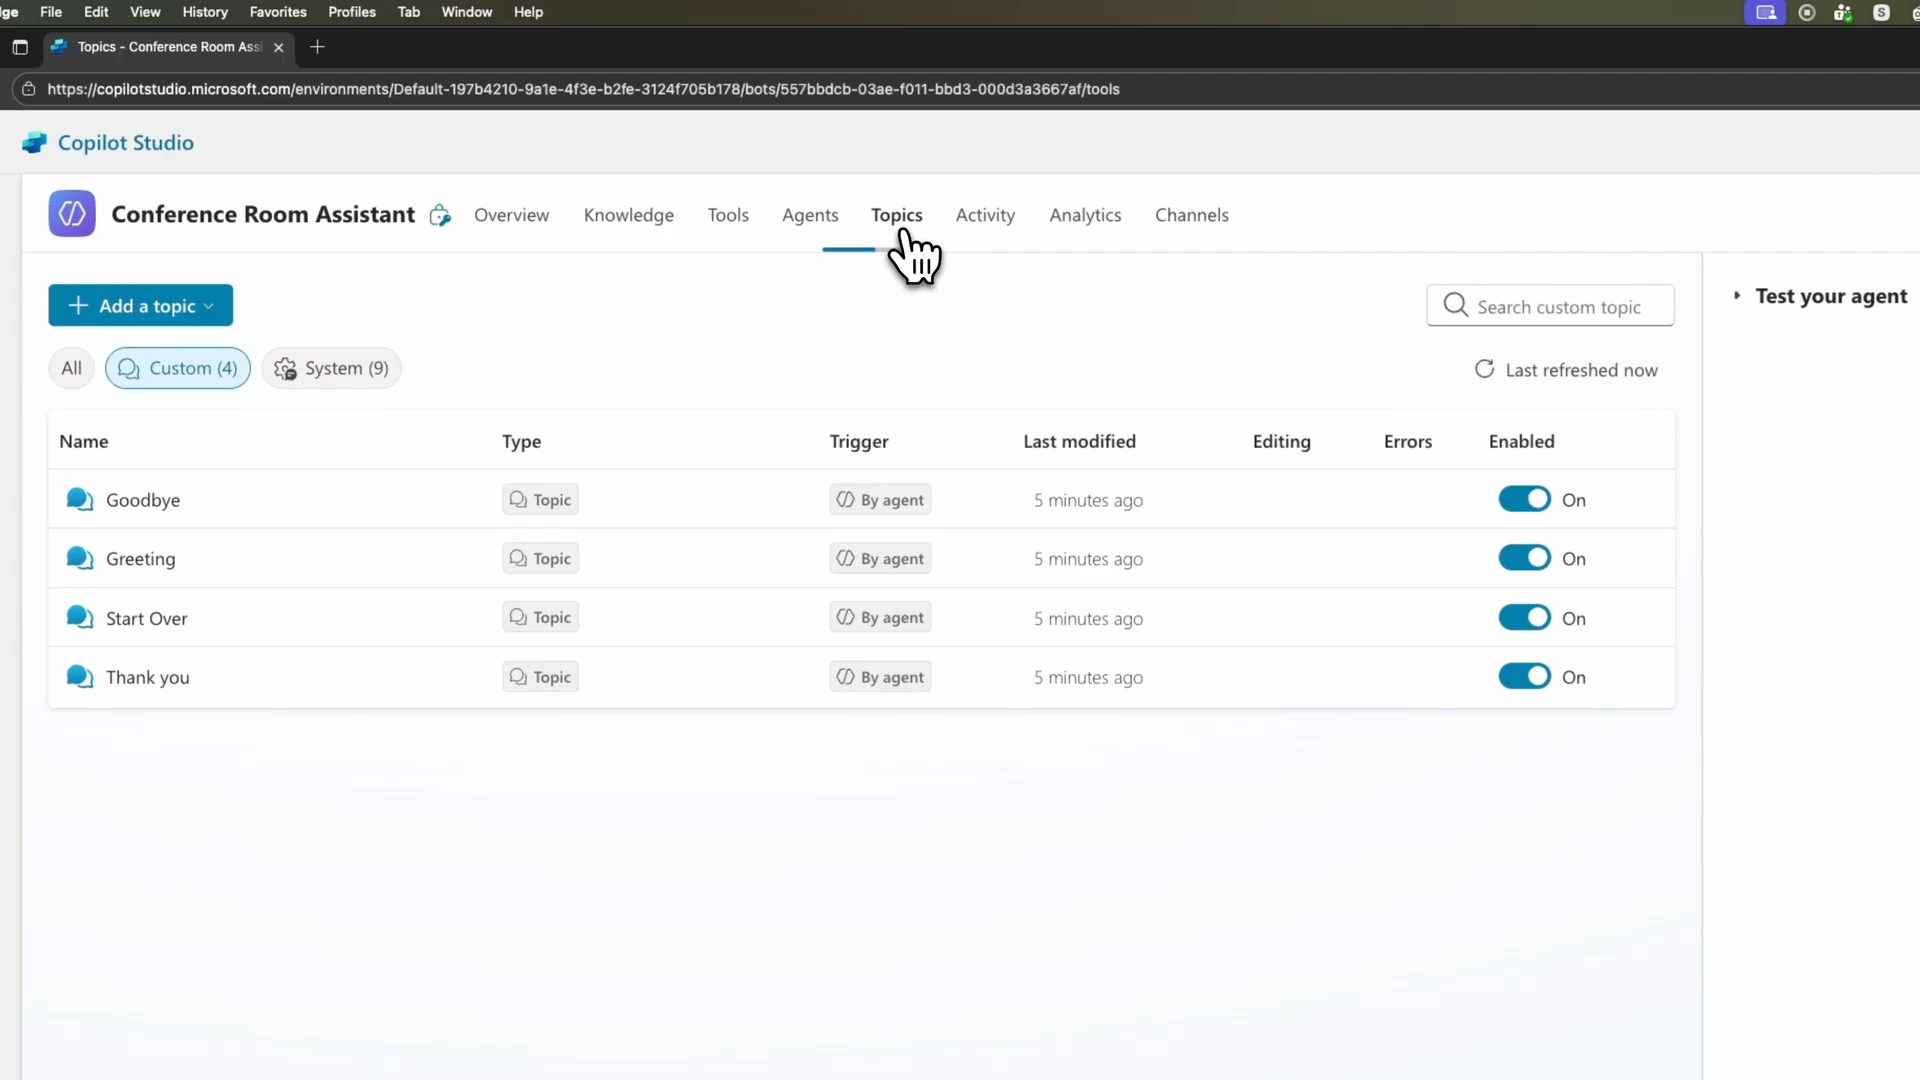 File Edit View History Favorites Profiles Tab Window Help
Topics - Conference Room Assi
https://copilotstudio.microsoft.com/environments/Default-197b4210-9a1e-4f3e-b2fe-3124f705b178/bots/557bbdcb-03ae-f011-bbd3-000d3a3667af/tools
Copilot Studio
Conference Room Assistant Overview Knowledge Tools Agents Topics Activity Analytics Channels
Add a topic
Search custom topic
Test your agent
All Custom (4) System (9)
Last refreshed now
Name Type Trigger Last modified Editing Errors Enabled
Goodbye Topic By agent 5 minutes ago On
Greeting Topic By agent 5 minutes ago On
Start Over Topic By agent 5 minutes ago On
Thank you Topic By agent 5 minutes ago On